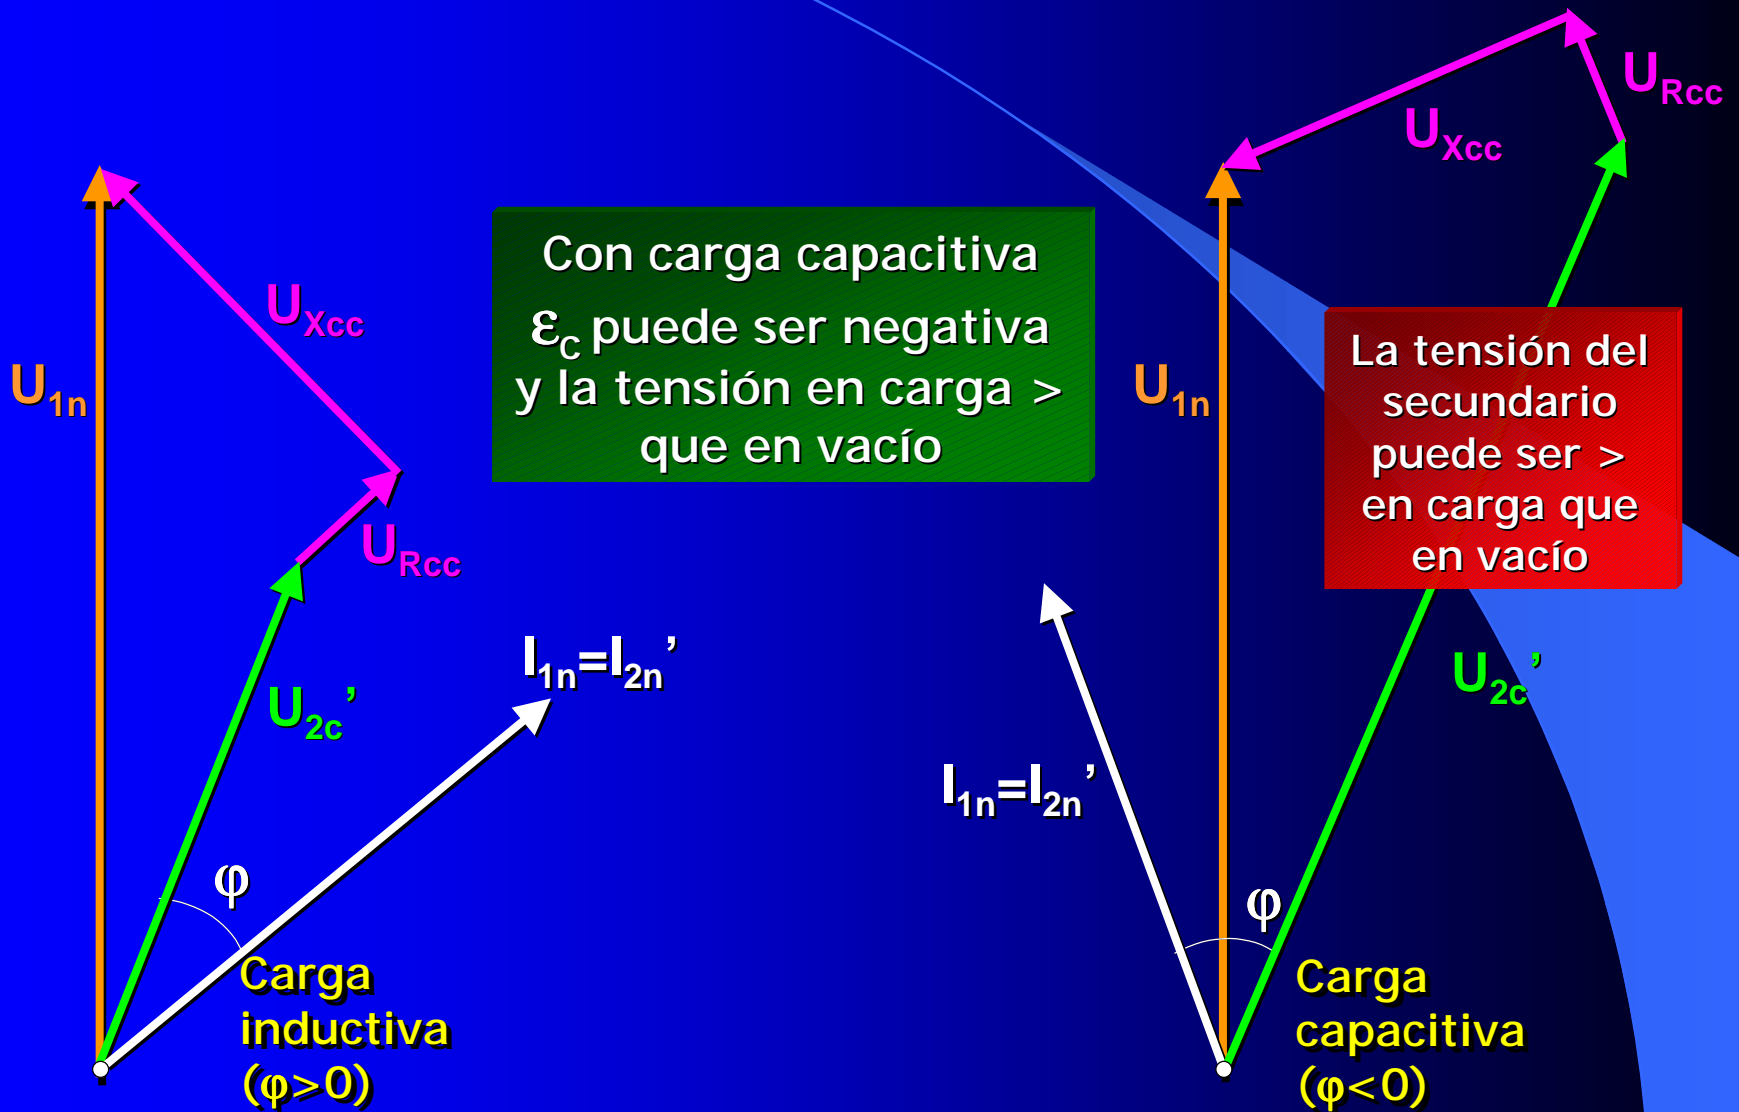 U1n
UXcc
URcc
U2c’
I1n=I2n’
φ
Carga
inductiva
(φ>0)
Con carga capacitiva
εc puede ser negativa
y la tensión en carga >
que en vacío
U1n
UXcc
URcc
La tensión del
secundario
puede ser >
en carga que
en vacío
U2c’
I1n=I2n’
φ
Carga
capacitiva
(φ<0)